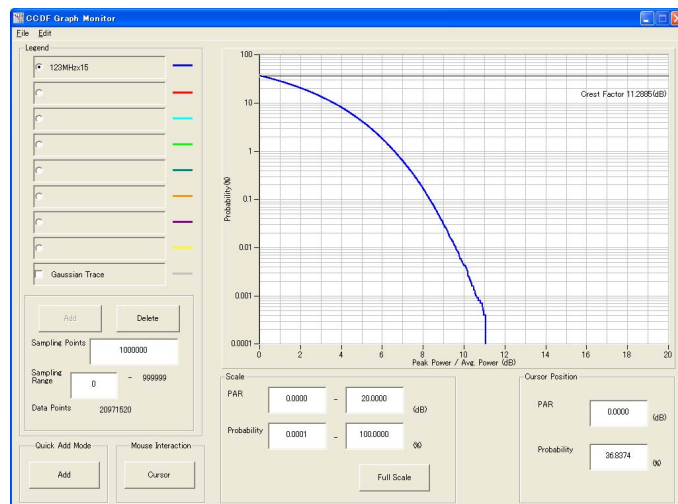 CCDF Graph Monitor
File Edit
Legend
123MHzx15
Gaussian Trace
Add Delete
Sampling Points 1000000
Sampling Range 0 - 999999
Data Points 20971520
Quick Add Mode
Add
Mouse Interaction
Cursor
100
10
1
0.1
0.01
0.001
0.0001
Probability(%)
Crest Factor 11.2885(dB)
0 2 4 6 8 10 12 14 16 18 20
Peak Power / Avg. Power (dB)
Scale
PAR 0.0000 - 20.0000 (dB)
Probability 0.0001 - 100.0000 (%)
Full Scale
Cursor Position
PAR 0.0000 (dB)
Probability 36.8374 (%)